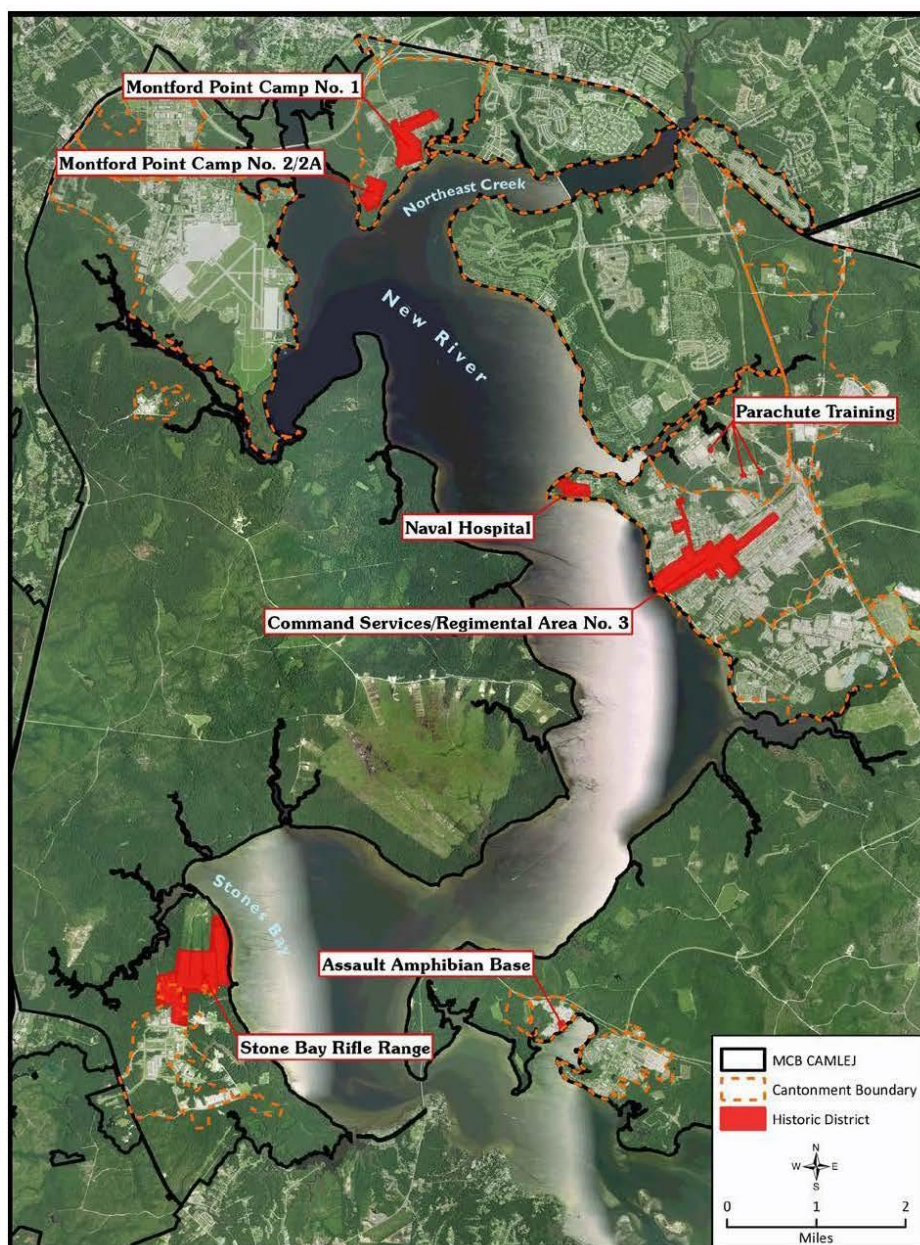 Montford Point Camp No. 1
Montford Point Camp No. 2/2A
Northeast Creek
New River
Parachute Training
Naval Hospital
Command Services/Regimental Area No. 3
Stones Bay
Assault Amphibian Base
Stone Bay Rifle Range
MCB CAMLEJ
Cantonment Boundary
Historic District
N
W E
S
0 1 2
Miles